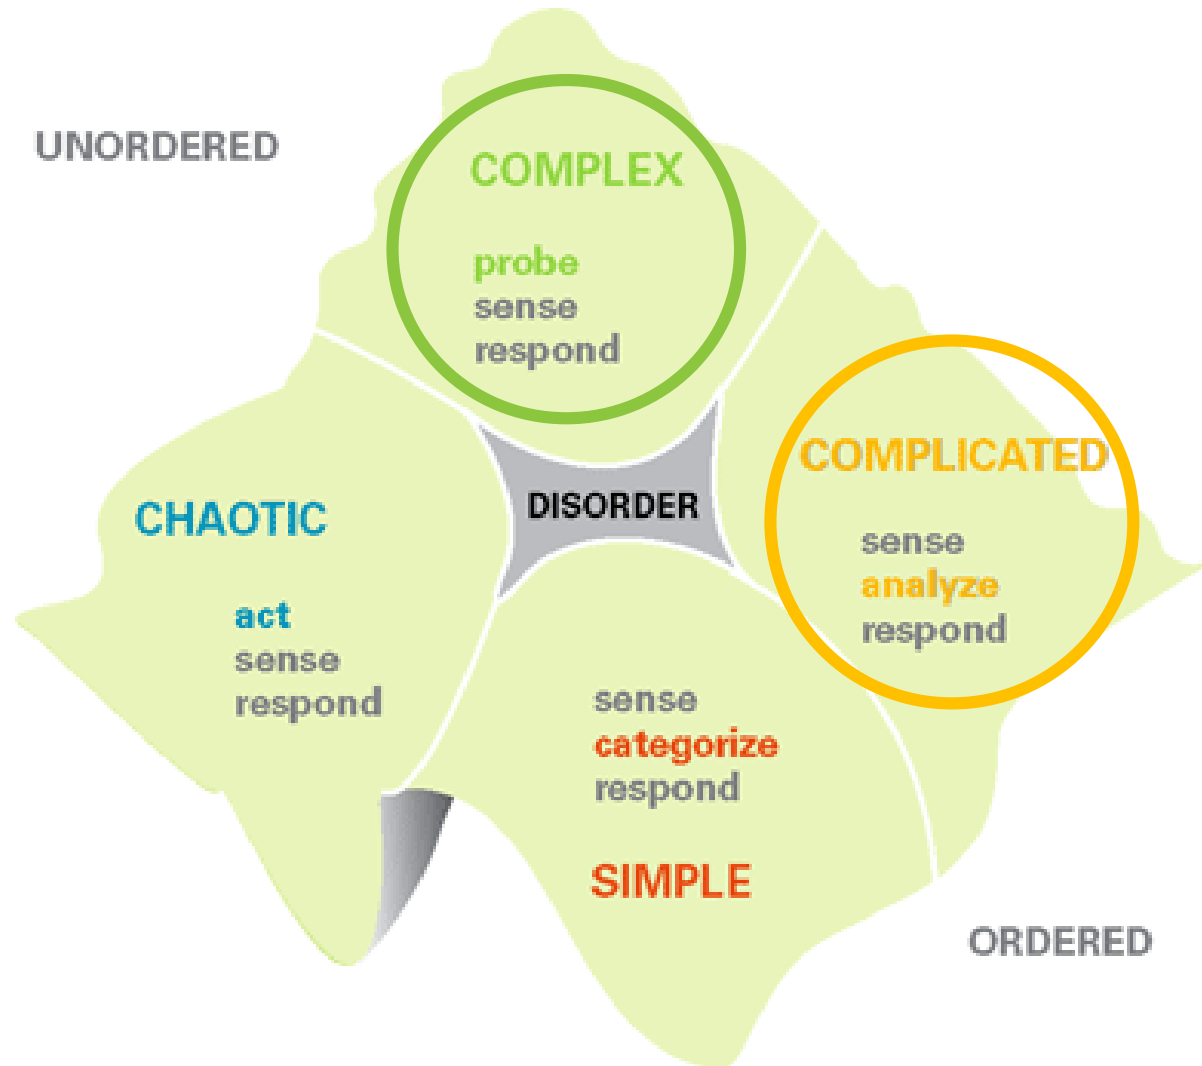 UNORDERED
COMPLEX
probe
sense
respond
COMPLICATED
sense
analyze
respond
DISORDER
CHAOTIC
act
sense
respond
sense
categorize
respond
SIMPLE
ORDERED